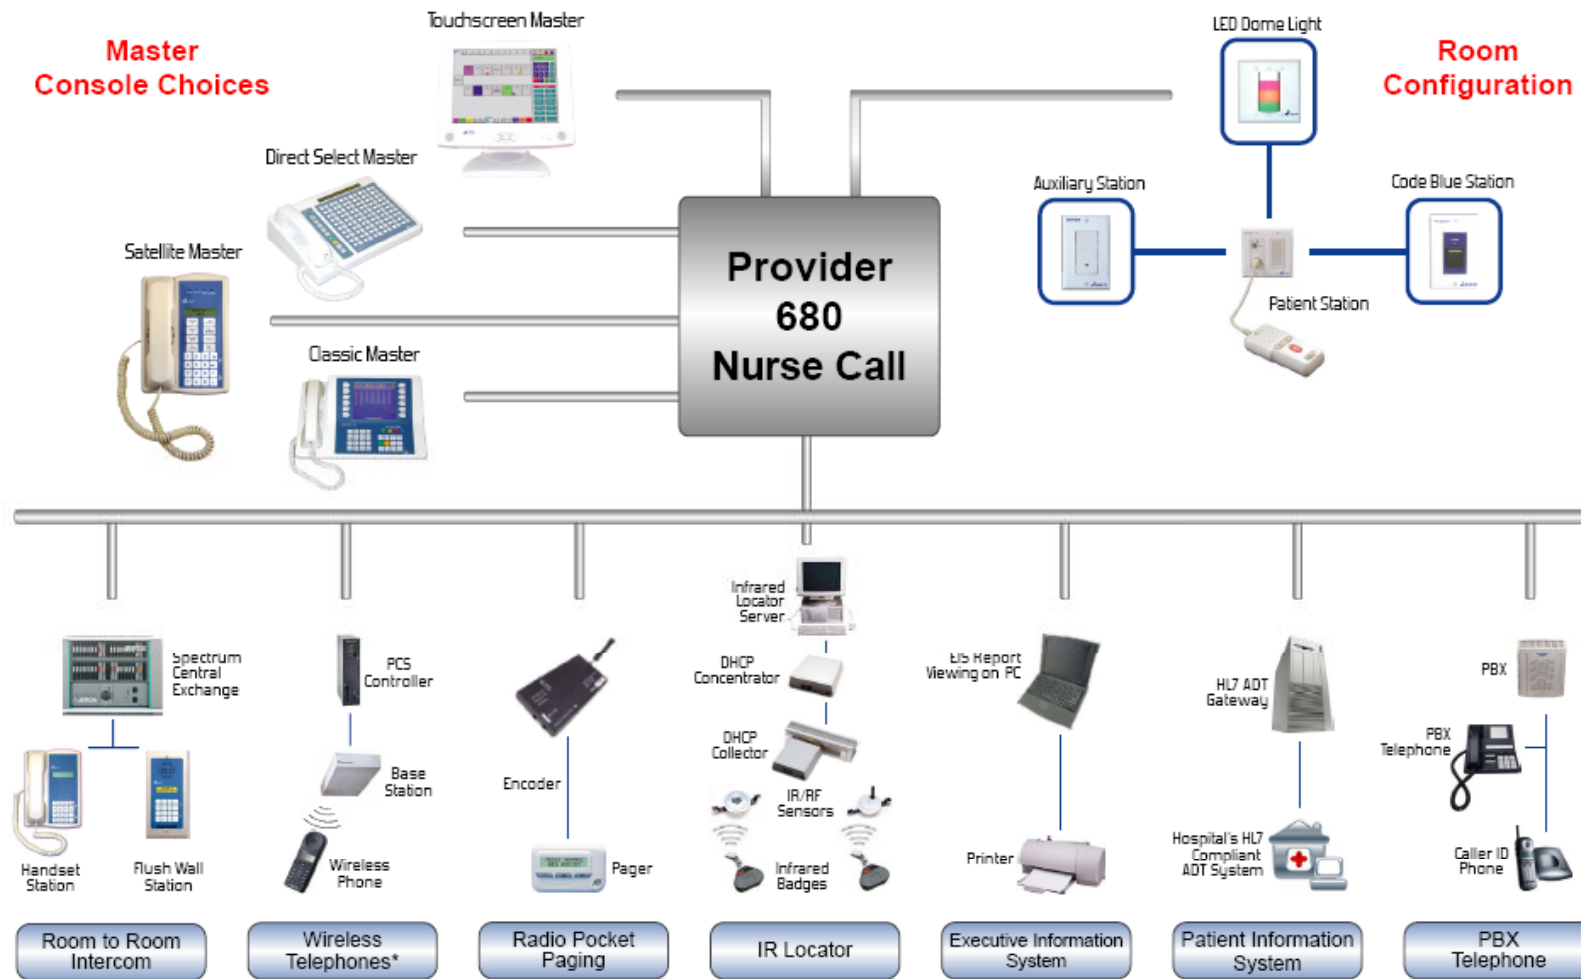 Master
Console Choices
Touchscreen Master
LED Dome Light
Room
Configuration
Direct Select Master
Auxiliary Station
Code Blue Station
Satellite Master
Provider
680
Nurse Call
Patient Station
Classic Master
Spectrum
Central
Exchange
Handset
Station
Flush Wall
Station
Room to Room
Intercom
PCS
Controller
Base
Station
Wireless
Phone
Wireless
Telephones*
Encoder
Pager
Radio Pocket
Paging
Infrared
Locator
Server
DHCP
Concentrator
DHCP
Collector
IR/RF
Sensors
Infrared
Badges
IR Locator
EIS Report
Viewing on PC
Printer
Executive Information
System
HL7 ADT
Gateway
Hospital's HL7
Compliant
ADT System
Patient Information
System
PBX
PBX
Telephone
Caller ID
Phone
PBX
Telephone